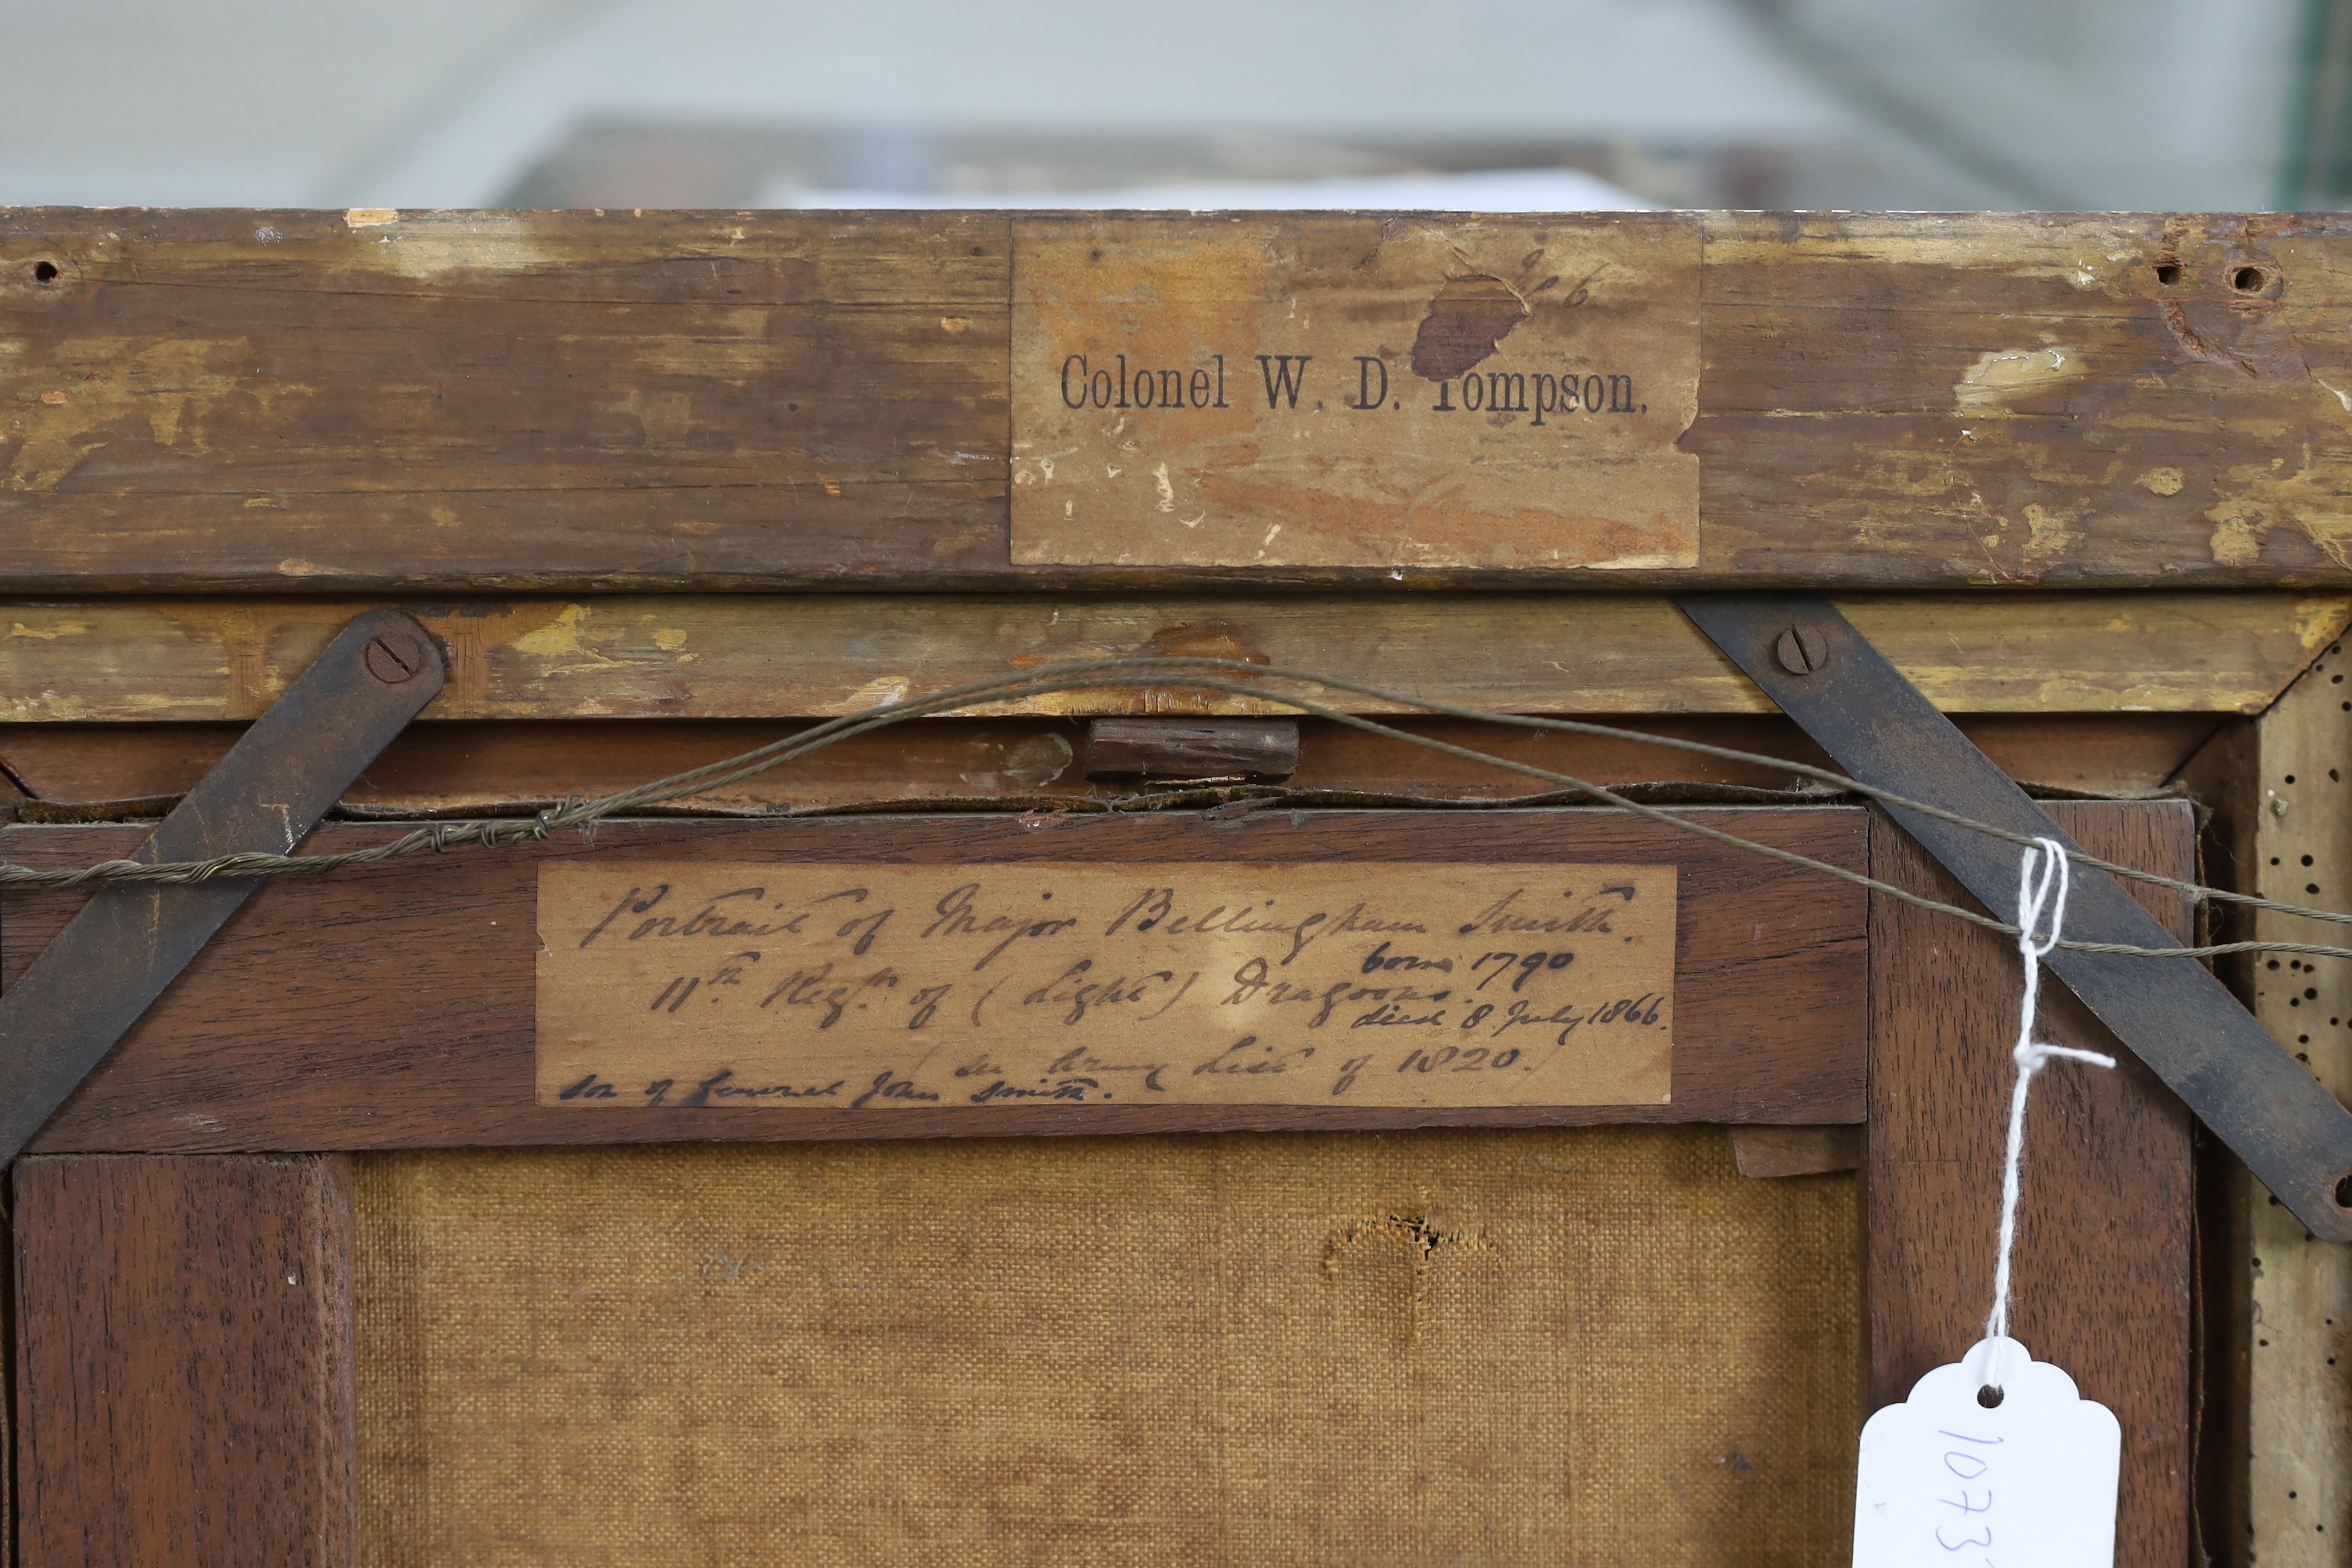 Colonel W. D. Tompson.
Portrait of Major Bellingham Smith.
11th Regt. of (Light) Dragoons.
born 1790
died 8 July 1866.
(see Army List of 1820.)
Son of General John Smith.
1073